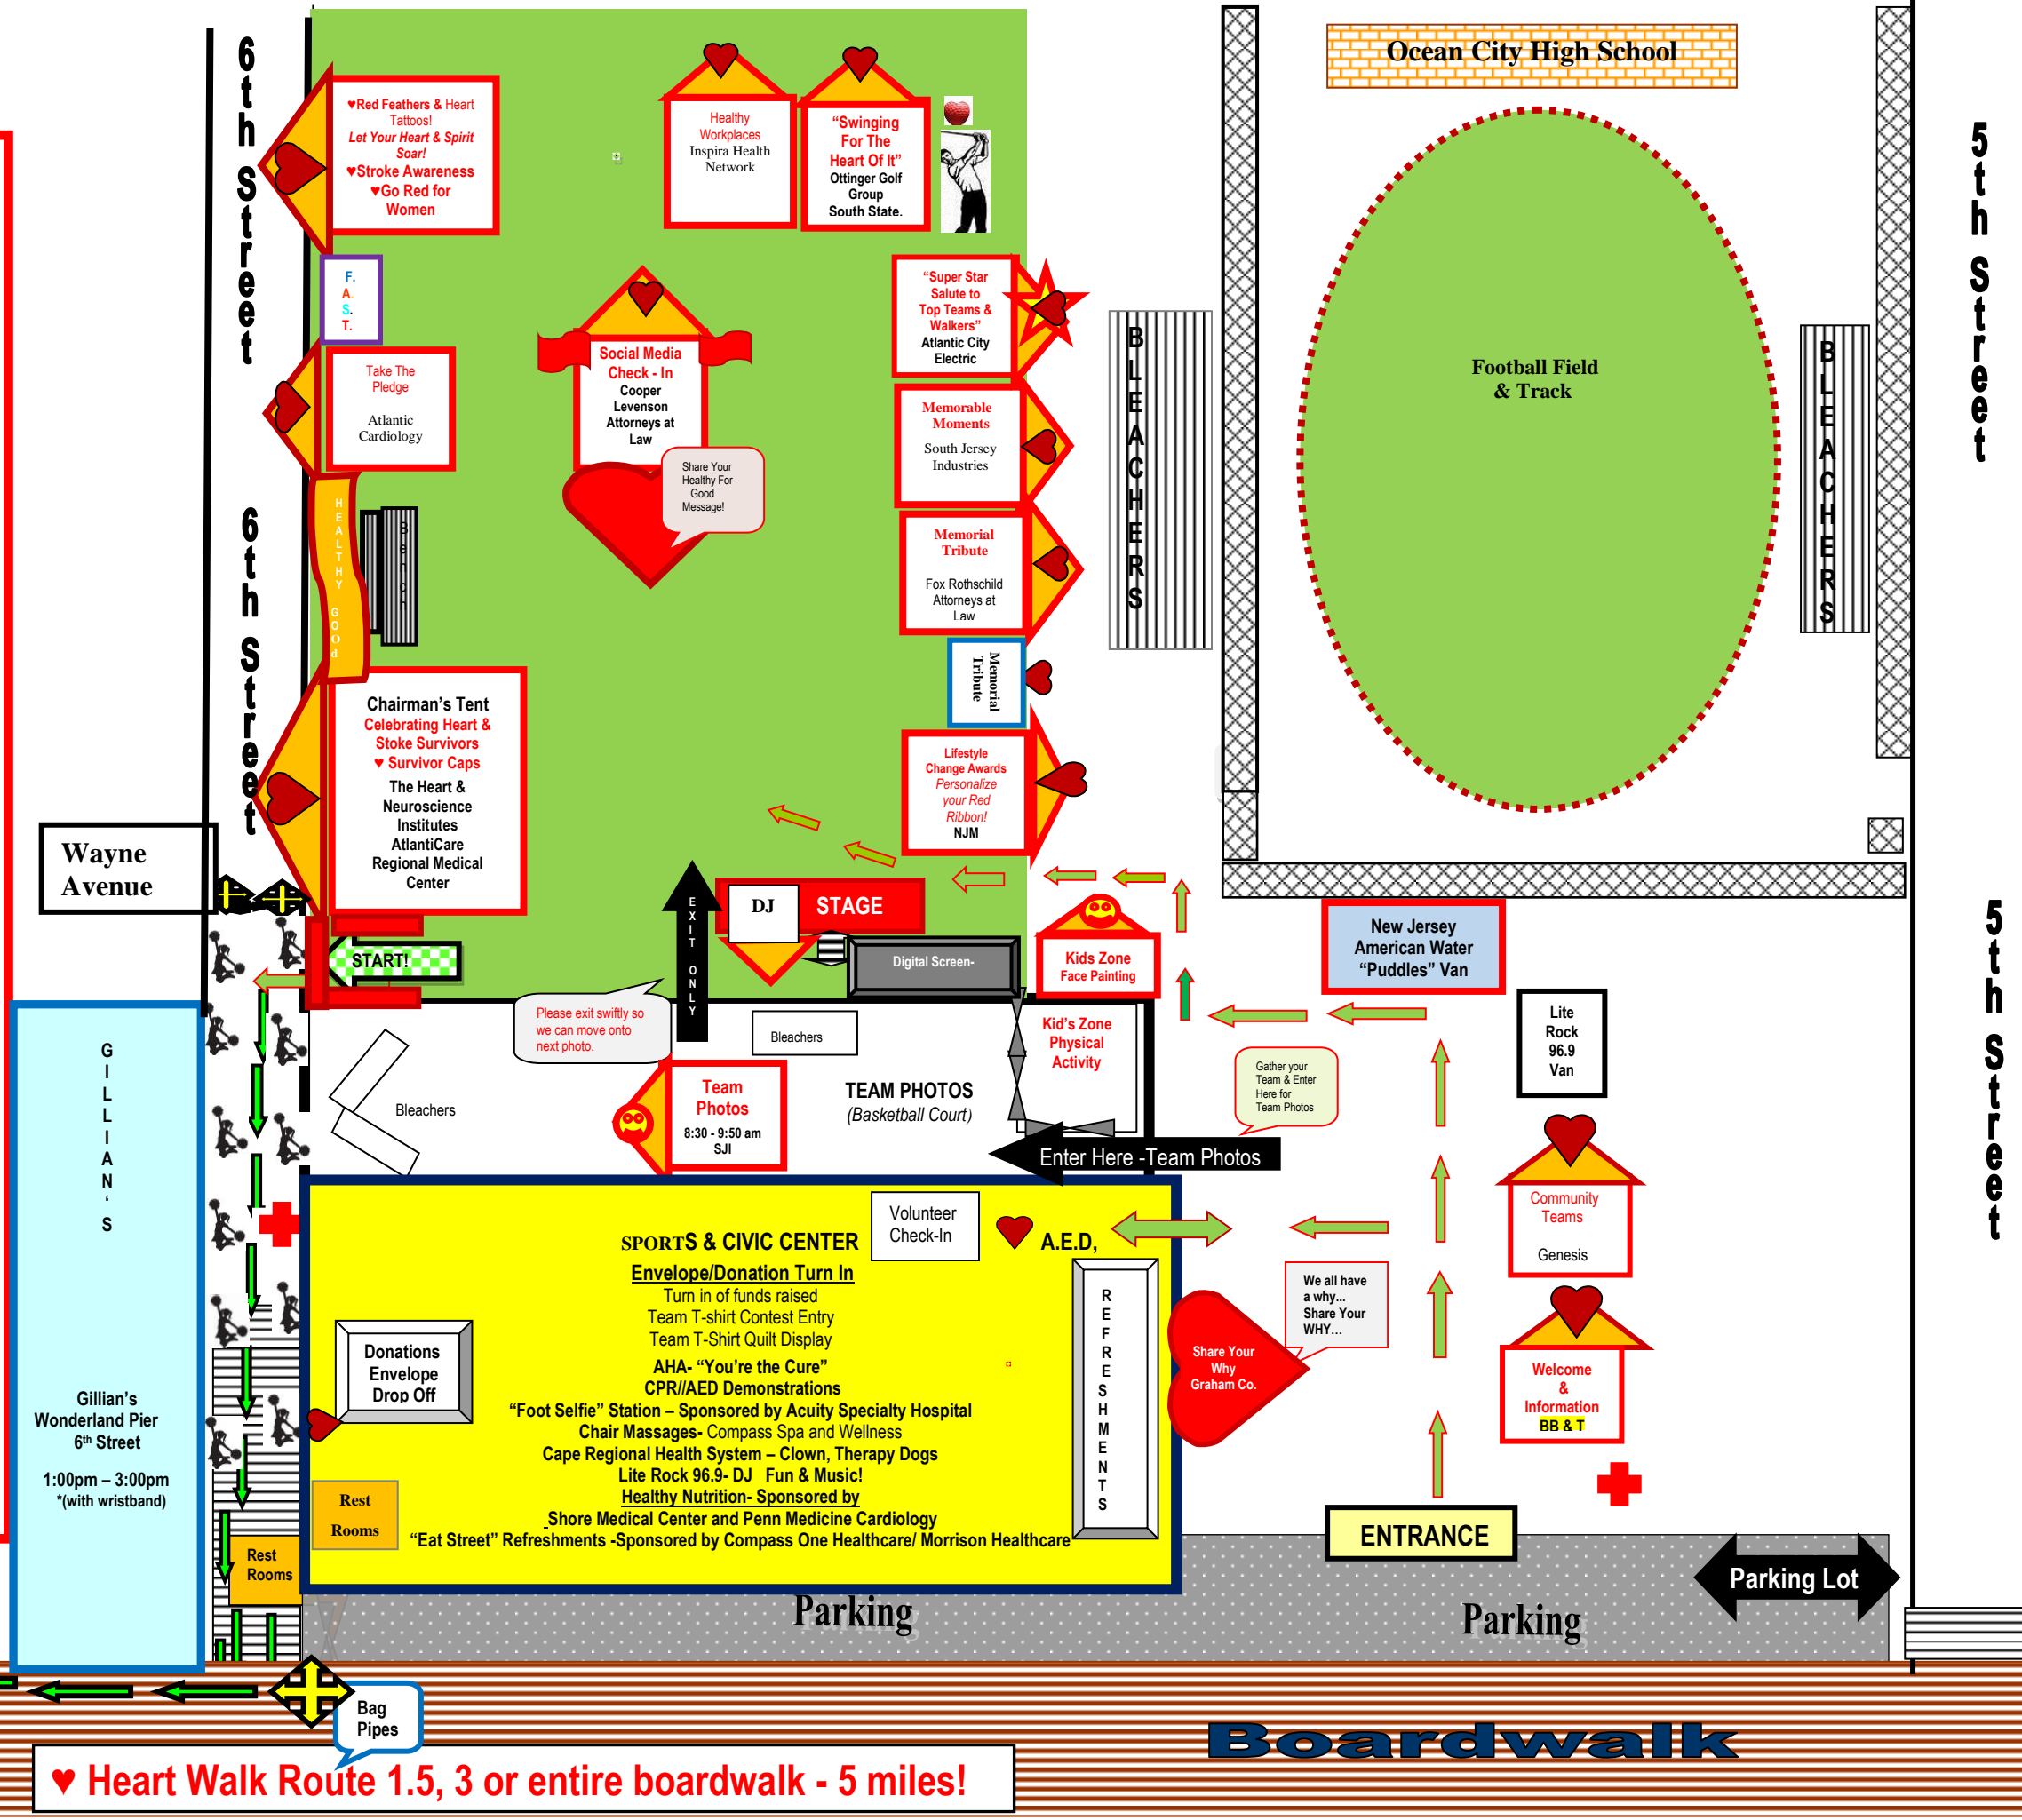 6th Street
♥Red Feathers & Heart
Tattoos!
Let Your Heart & Spirit
Soar!
♥Stroke Awareness
♥Go Red for
Women
Healthy
Workplaces
Inspira Health
Network
“Swinging
For The
Heart Of It”
Ottinger Golf
Group
South State.
Ocean City High School
5th Street
F.
A.
S.
T.
Social Media
Check - In
Cooper
Levenson
Attorneys at
Law
“Super Star
Salute to
Top Teams &
Walkers”
Atlantic City
Electric
BLEACHERS
Football Field
& Track
BLEACHERS
Take The
Pledge
Atlantic
Cardiology
Memorable
Moments
South Jersey
Industries
Share Your
Healthy For
Good
Message!
HEALTHY GOOd
Bench
6th Street
Memorial
Tribute
Fox Rothschild
Attorneys at
Law
Memorial
Tribute
Chairman’s Tent
Celebrating Heart &
Stoke Survivors
♥ Survivor Caps
The Heart &
Neuroscience
Institutes
AtlantiCare
Regional Medical
Center
Lifestyle
Change Awards
Personalize
your Red
Ribbon!
NJM
Wayne
Avenue
EXIT ONLY
DJ
STAGE
Digital Screen-
START!
Kids Zone
Face Painting
New Jersey
American Water
“Puddles” Van
5th Street
Please exit swiftly so
we can move onto
next photo.
Bleachers
Kid’s Zone
Physical
Activity
Lite
Rock
96.9
Van
GILLIAN‘S
Bleachers
Team
Photos
8:30 - 9:50 am
SJI
TEAM PHOTOS
(Basketball Court)
Gather your
Team & Enter
Here for
Team Photos
Enter Here -Team Photos
Community
Teams
Genesis
Volunteer
Check-In
SPORTS & CIVIC CENTER
A.E.D,
Envelope/Donation Turn In
Turn in of funds raised
Team T-shirt Contest Entry
Team T-Shirt Quilt Display
AHA- “You’re the Cure”
CPR//AED Demonstrations
“Foot Selfie” Station – Sponsored by Acuity Specialty Hospital
Chair Massages- Compass Spa and Wellness
Cape Regional Health System – Clown, Therapy Dogs
Lite Rock 96.9- DJ Fun & Music!
Healthy Nutrition- Sponsored by
Shore Medical Center and Penn Medicine Cardiology
“Eat Street” Refreshments -Sponsored by Compass One Healthcare/ Morrison Healthcare
Donations
Envelope
Drop Off
REFRESHMENTS
We all have
a why...
Share Your
WHY…
Share Your
Why
Graham Co.
Welcome
&
Information
BB & T
Gillian’s
Wonderland Pier
6th Street
1:00pm – 3:00pm
*(with wristband)
Rest
Rooms
Rest
Rooms
ENTRANCE
Parking Lot
Parking
Parking
Bag
Pipes
Boardwalk
♥ Heart Walk Route 1.5, 3 or entire boardwalk - 5 miles!